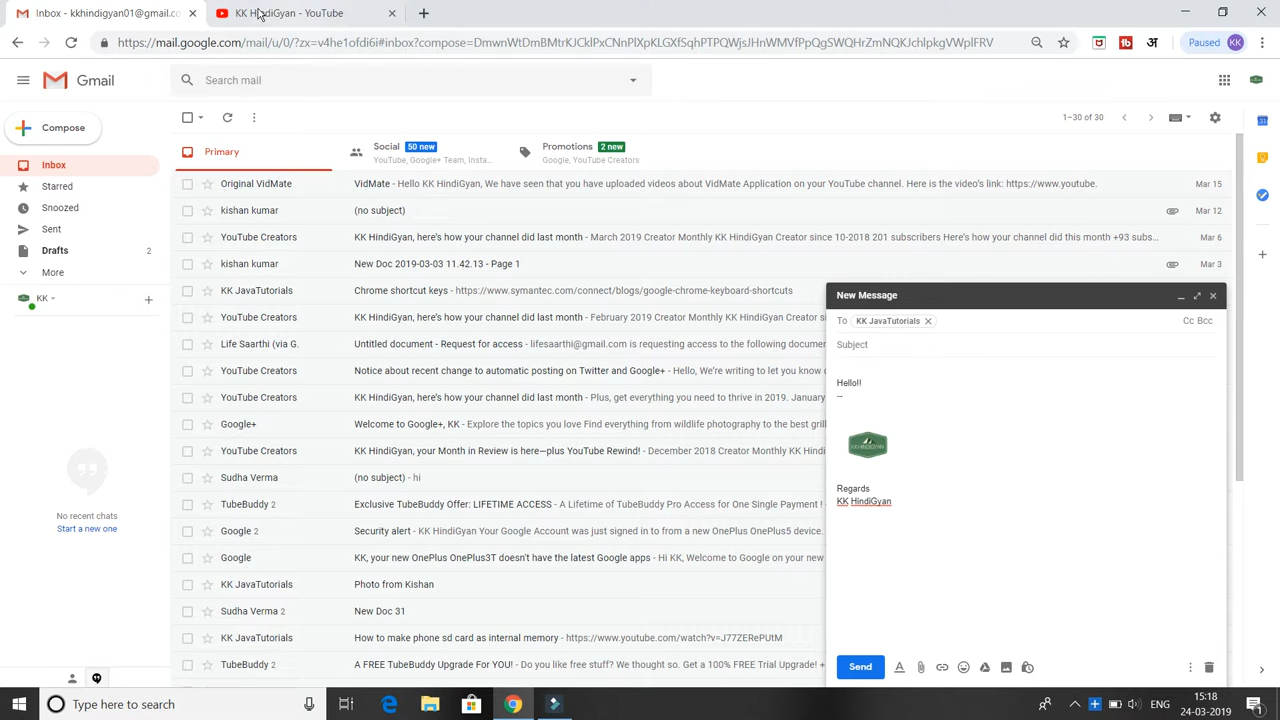 Inbox - kkhindigyan01@gmail.co
KK HindiGyan - YouTube
https://mail.google.com/mail/u/0/?zx=v4he1ofdi6i#inbox?compose=DmwnWtDmBMtrKJCklPxCNnPlXpKLGXfSqhPTPQWjsJHnWMVfPpQgSWQHrZmNQKJchlpkgVWplFRV
Paused KK
Gmail
Search mail
Compose
1–30 of 30
Inbox
Starred
Snoozed
Sent
Drafts 2
More
KK
No recent chats
Start a new one
Primary
Social 50 new
YouTube, Google+ Team, Insta...
Promotions 2 new
Google, YouTube Creators
Original VidMate VidMate - Hello KK HindiGyan, We have seen that you have uploaded videos about VidMate Application on your YouTube channel. Here is the video's link: https://www.youtube. Mar 15
kishan kumar (no subject) Mar 12
YouTube Creators KK HindiGyan, here's how your channel did last month - March 2019 Creator Monthly KK HindiGyan Creator since 10-2018 201 subscribers Here's how your channel did this month +93 subs... Mar 6
kishan kumar New Doc 2019-03-03 11.42.13 - Page 1 Mar 3
KK JavaTutorials Chrome shortcut keys - https://www.symantec.com/connect/blogs/google-chrome-keyboard-shortcuts
YouTube Creators KK HindiGyan, here's how your channel did last month - February 2019 Creator Monthly KK HindiGyan Creator sinc
Life Saarthi (via G. Untitled document - Request for access - lifesaarthi@gmail.com is requesting access to the following docume
YouTube Creators Notice about recent change to automatic posting on Twitter and Google+ - Hello, We're writing to let you know
YouTube Creators KK HindiGyan, here's how your channel did last month - Plus, get everything you need to thrive in 2019. January
Google+ Welcome to Google+, KK - Explore the topics you love Find everything from wildlife photography to the best gril
YouTube Creators KK HindiGyan, your Month in Review is here—plus YouTube Rewind! - December 2018 Creator Monthly KK Hi
Sudha Verma (no subject) - hi
TubeBuddy 2 Exclusive TubeBuddy Offer: LIFETIME ACCESS - A Lifetime of TubeBuddy Pro Access for One Single Payment !
Google 2 Security alert - KK HindiGyan Your Google Account was just signed in to from a new OnePlus OnePlus5 device.
Google KK, your new OnePlus OnePlus3T doesn't have the latest Google apps - Hi KK, Welcome to Google on your new
KK JavaTutorials Photo from Kishan
Sudha Verma 2 New Doc 31
KK JavaTutorials How to make phone sd card as internal memory - https://www.youtube.com/watch?v=J77ZERePUtM
TubeBuddy 2 A FREE TubeBuddy Upgrade For YOU! - Do you like free stuff? We thought so. Get a 100% FREE Trial Upgrade! +
New Message
To KK JavaTutorials Cc Bcc
Subject
Hello!!
--
KKHINDIGYAN
Regards
KK HindiGyan
Send
Type here to search
ENG
15:18
24-03-2019